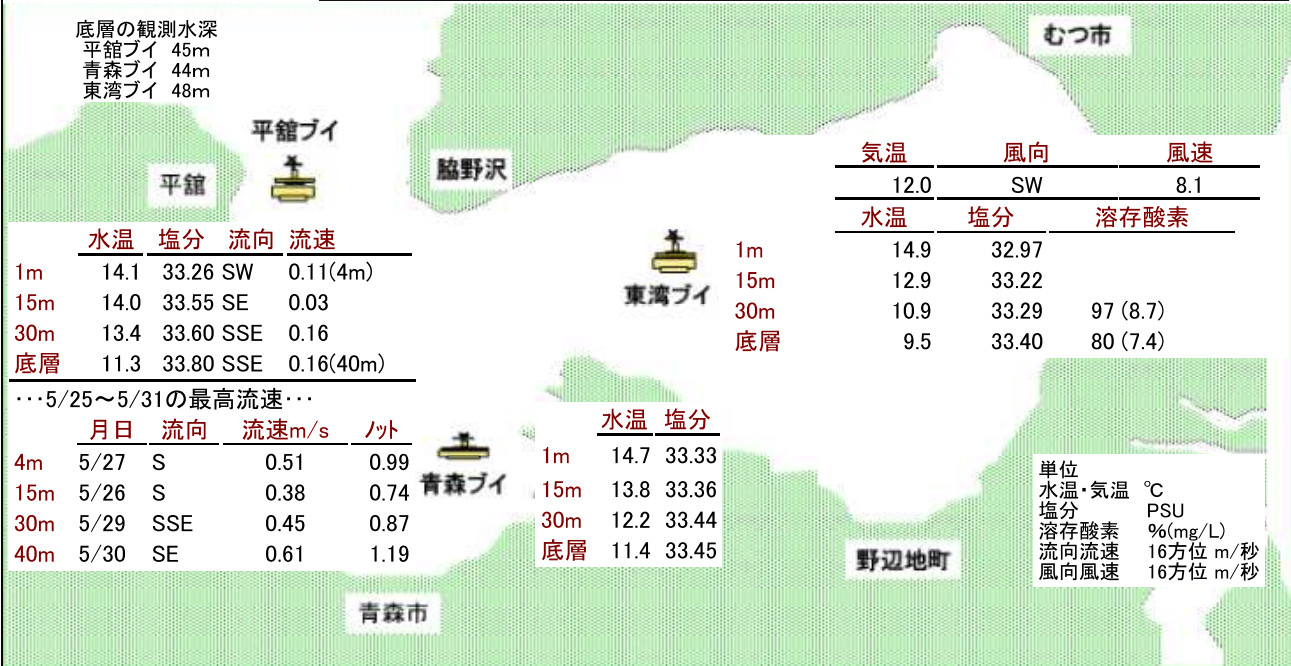 底層の観測水深
平舘ブイ 45m
青森ブイ 44m
東湾ブイ 48m
むつ市
平舘ブイ
脇野沢
平舘
気温 風向 風速
12.0 SW 8.1
水温 塩分 溶存酸素
1m 14.9 32.97
15m 12.9 33.22
30m 10.9 33.29 97 (8.7)
底層 9.5 33.40 80 (7.4)
東湾ブイ
水温 塩分 流向 流速
1m 14.1 33.26 SW 0.11(4m)
15m 14.0 33.55 SE 0.03
30m 13.4 33.60 SSE 0.16
底層 11.3 33.80 SSE 0.16(40m)
･･･5/25～5/31の最高流速･･･
月日 流向 流速m/s ﾉｯﾄ
4m 5/27 S 0.51 0.99
15m 5/26 S 0.38 0.74
30m 5/29 SSE 0.45 0.87
40m 5/30 SE 0.61 1.19
青森ブイ
水温 塩分
1m 14.7 33.33
15m 13.8 33.36
30m 12.2 33.44
底層 11.4 33.45
単位
水温･気温 ℃
塩分 PSU
溶存酸素 %(mg/L)
流向流速 16方位 m/秒
風向風速 16方位 m/秒
野辺地町
青森市